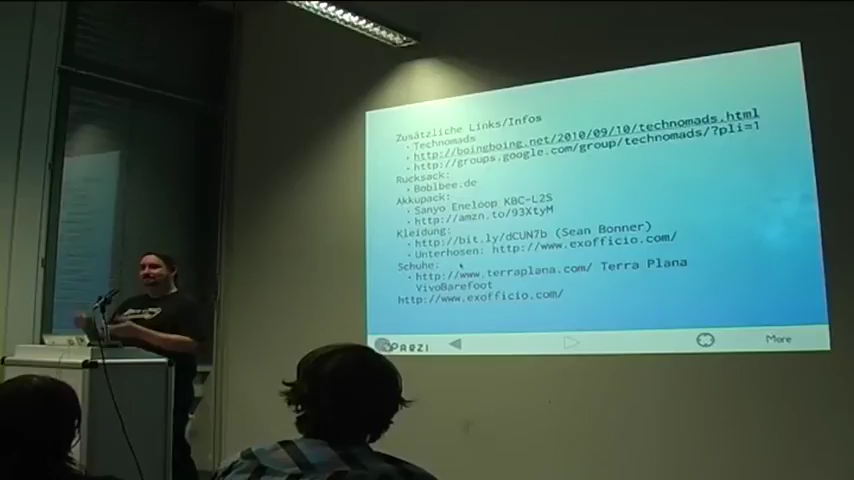 Zusätzliche Links/Infos
• Technomads
• http://boingboing.net/2010/09/10/technomads.html
• http://groups.google.com/group/technomads/?pli=1
Rucksack:
• Boblbee.de
Akkupack:
• Sanyo Eneloop KBC-L2S
• http://amzn.to/93XtyM
Kleidung:
• http://bit.ly/dCUN7b (Sean Bonner)
• Unterhosen: http://www.exofficio.com/
Schuhe:
• http://www.terraplana.com/ Terra Plana
VivoBarefoot
http://www.exofficio.com/
More